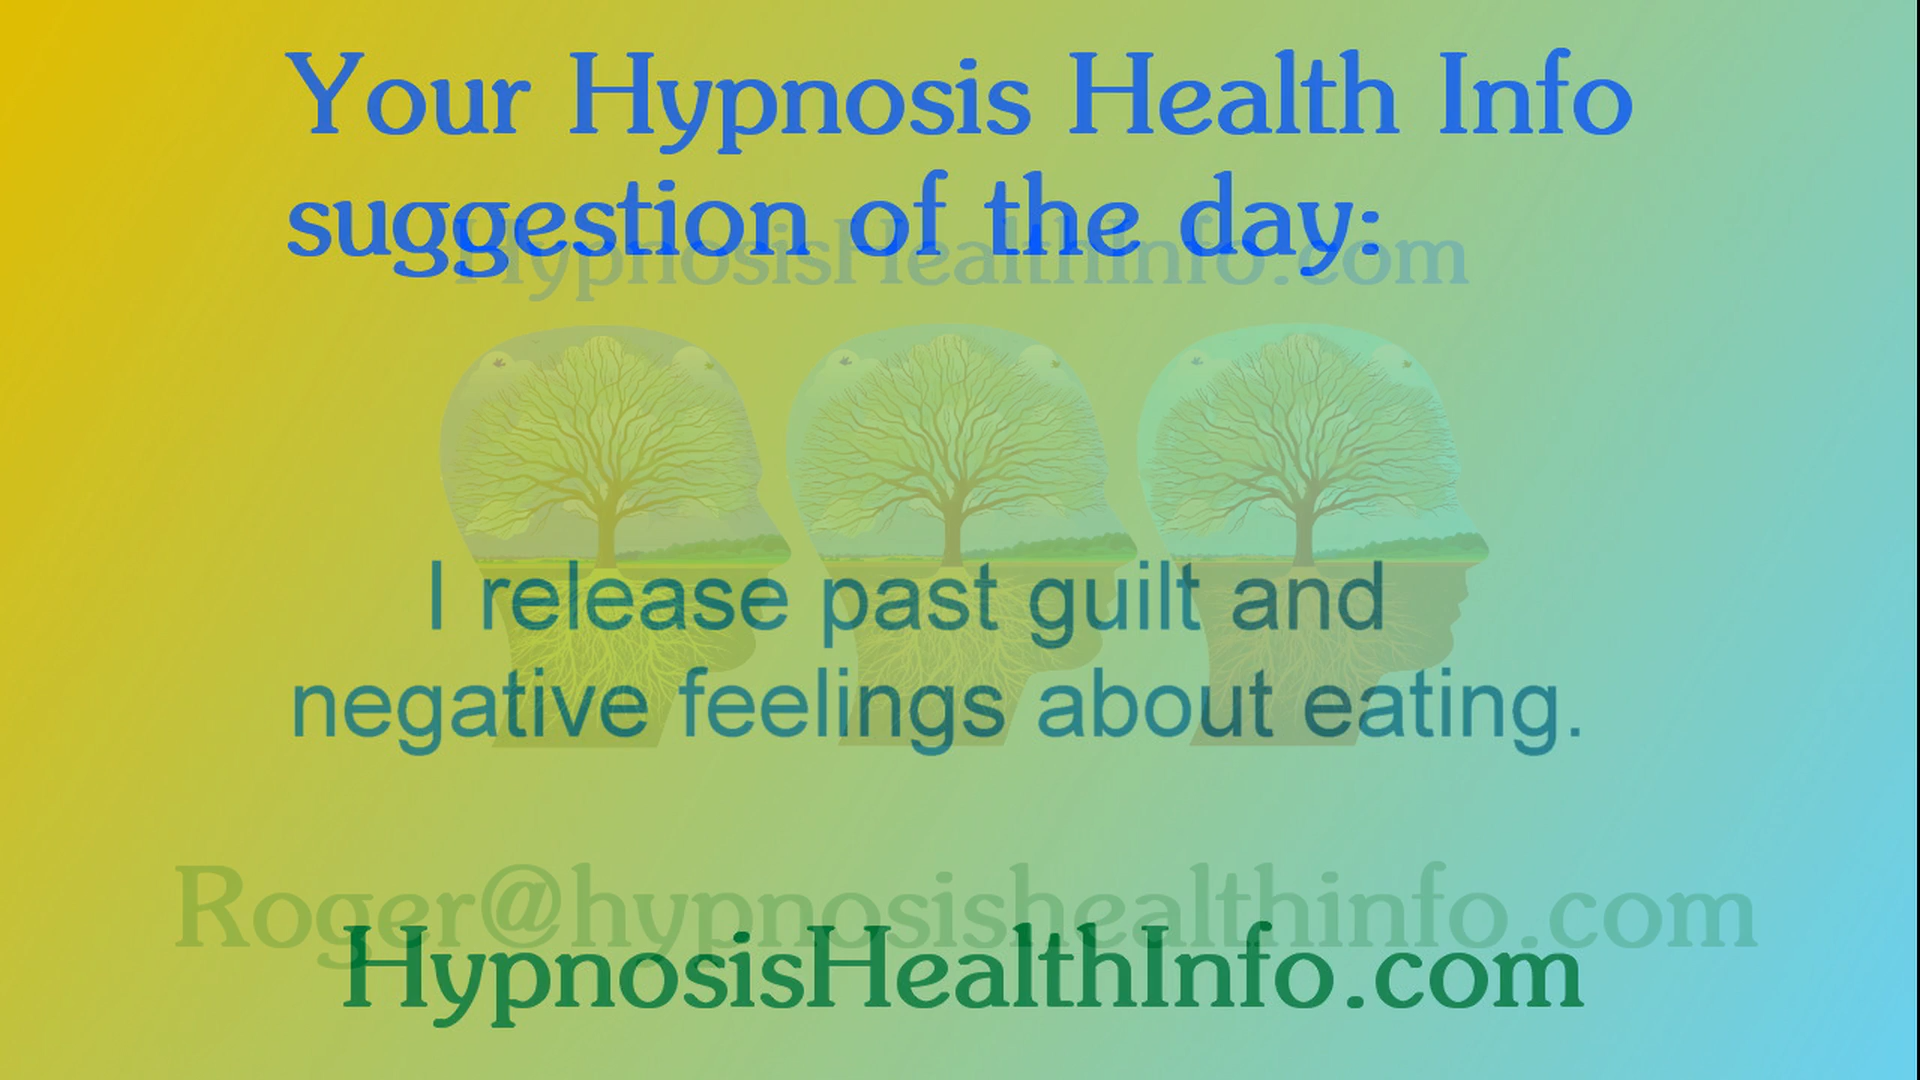 Your Hypnosis Health Info
suggestion of the day:
HypnosisHealthInfo.com
I release past guilt and
negative feelings about eating.
Roger@hypnosishealthinfo.com
HypnosisHealthInfo.com